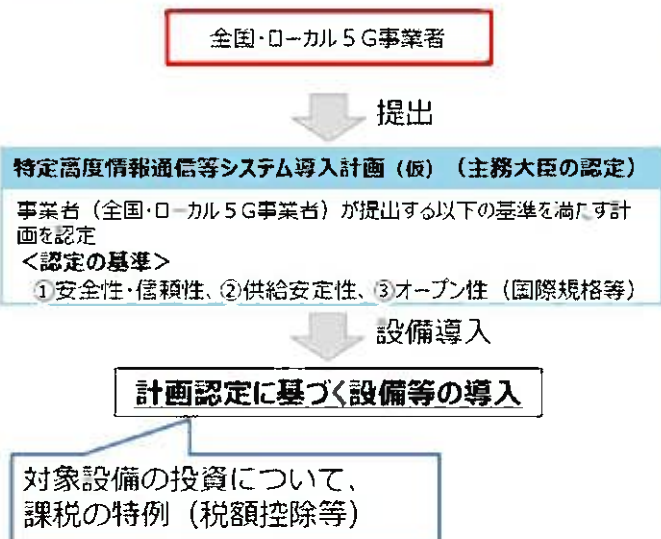 全国・ローカル５G事業者
提出
特定高度情報通信等システム導入計画（仮）（主務大臣の認定）
事業者（全国・ローカル５G事業者）が提出する以下の基準を満たす計
画を認定
＜認定の基準＞
①安全性・信頼性、②供給安定性、③オープン性（国際規格等）
設備導入
計画認定に基づく設備等の導入
対象設備の投資について、
課税の特例（税額控除等）